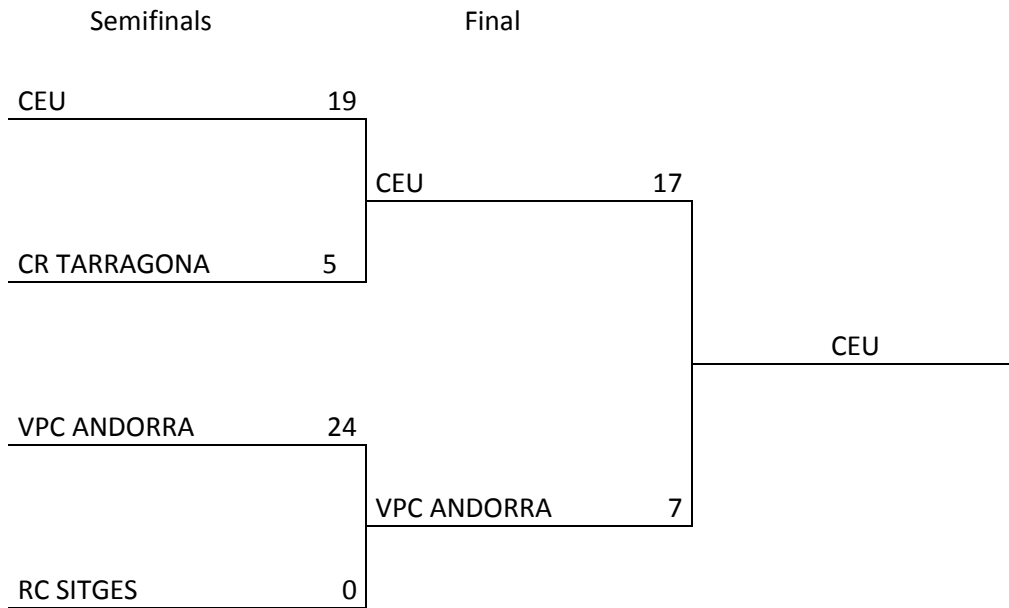 Semifinals Final
CEU 19
CEU 17
CR TARRAGONA 5
CEU
VPC ANDORRA 24
VPC ANDORRA 7
RC SITGES 0